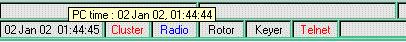 PC time : 02 Jan 02, 01:44:44
02 Jan 02 01:44:45 Cluster Radio Rotor Keyer Telnet